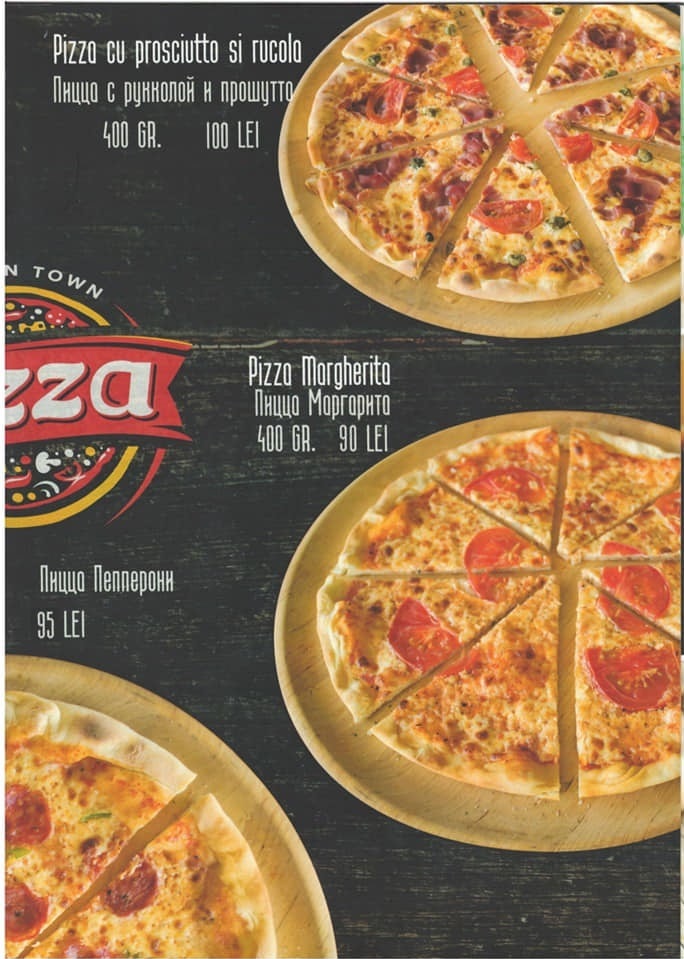 Pizza cu prosciutto si rucola
Пицца с рукколой и прошутто
400 GR. 100 LEI
N TOWN
zza
Pizza Margherita
Пицца Маргарита
400 GR. 90 LEI
Пицца Пепперони
95 LEI